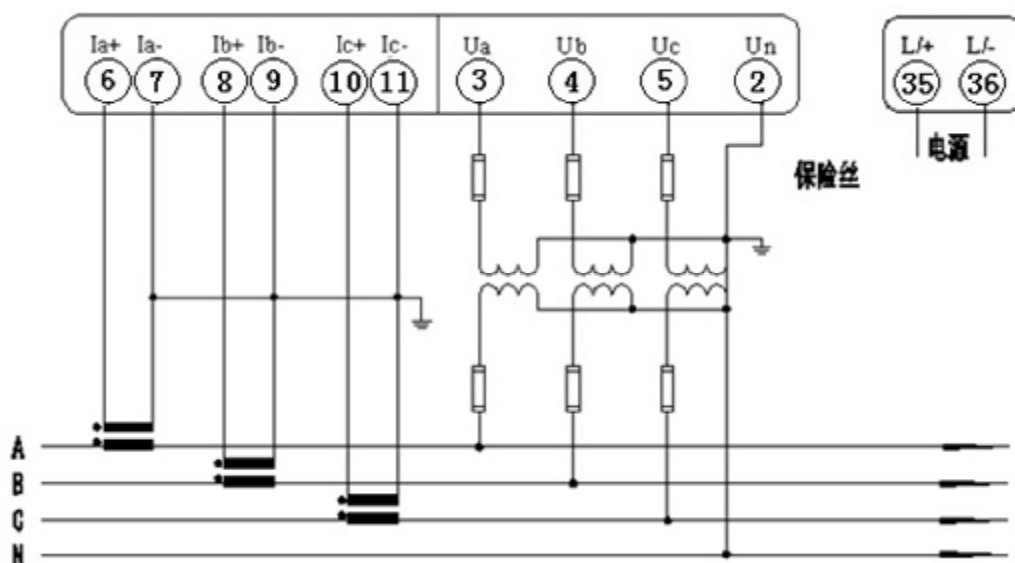 Ia+ Ia- Ib+ Ib- Ic+ Ic- Ua Ub Uc Un L/+ L/-
6 7 8 9 10 11 3 4 5 2 35 36
电源
保险丝
A
B
C
N